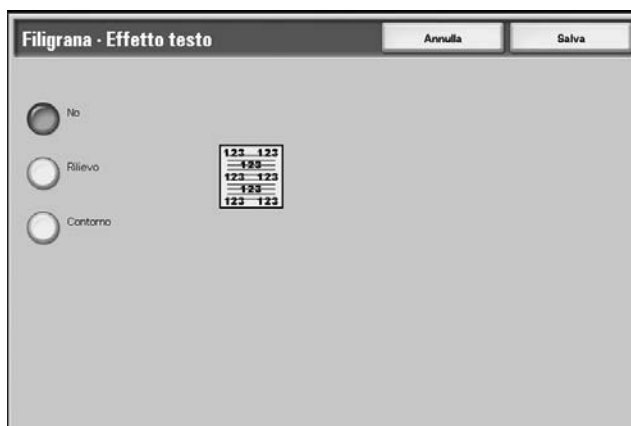 Filigrana - Effetto testo
Annulla
Salva
No
Rilievo
Contorno
123 123
123
123 123
123
123 123